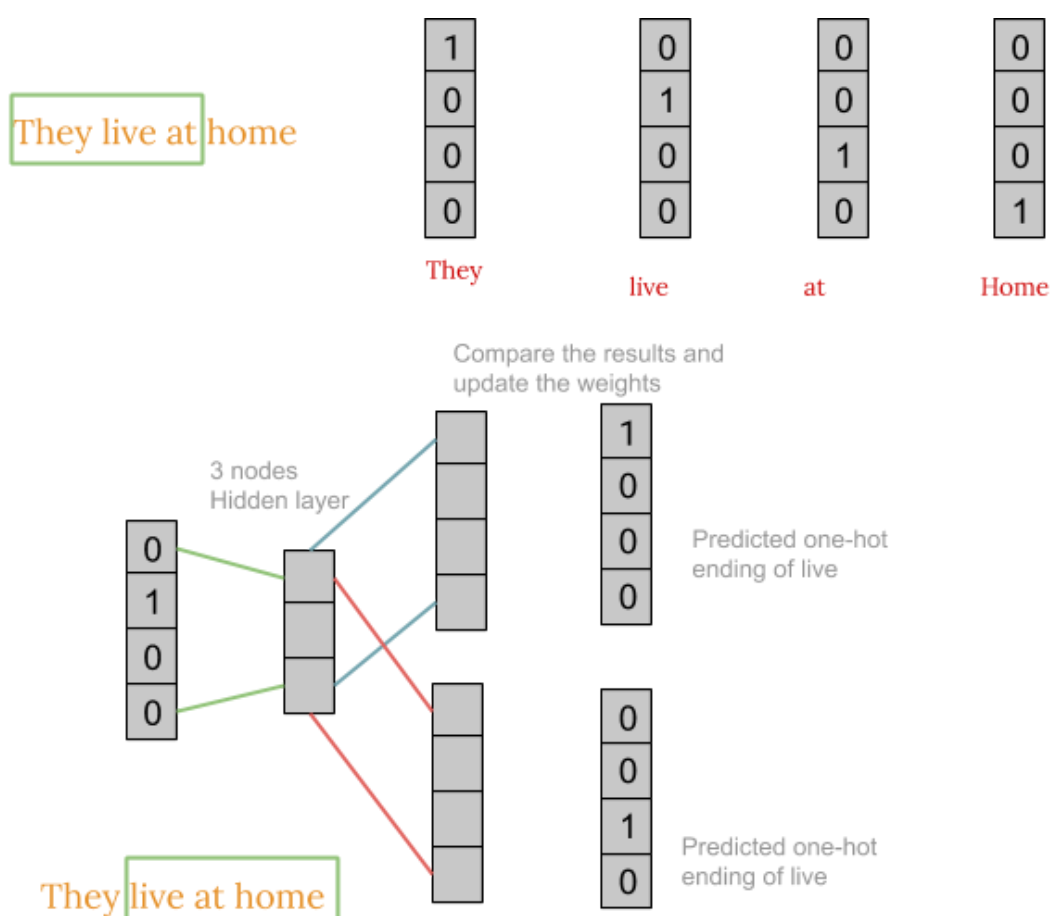 1 0 0 0
0 1 0 0
They live at home
0 0 1 0
0 0 0 1
They live at Home
Compare the results and
update the weights
1
3 nodes
Hidden layer
0
0
0
1
0
0
Predicted one-hot
ending of live
0
0
0
1
0
Predicted one-hot
ending of live
They live at home